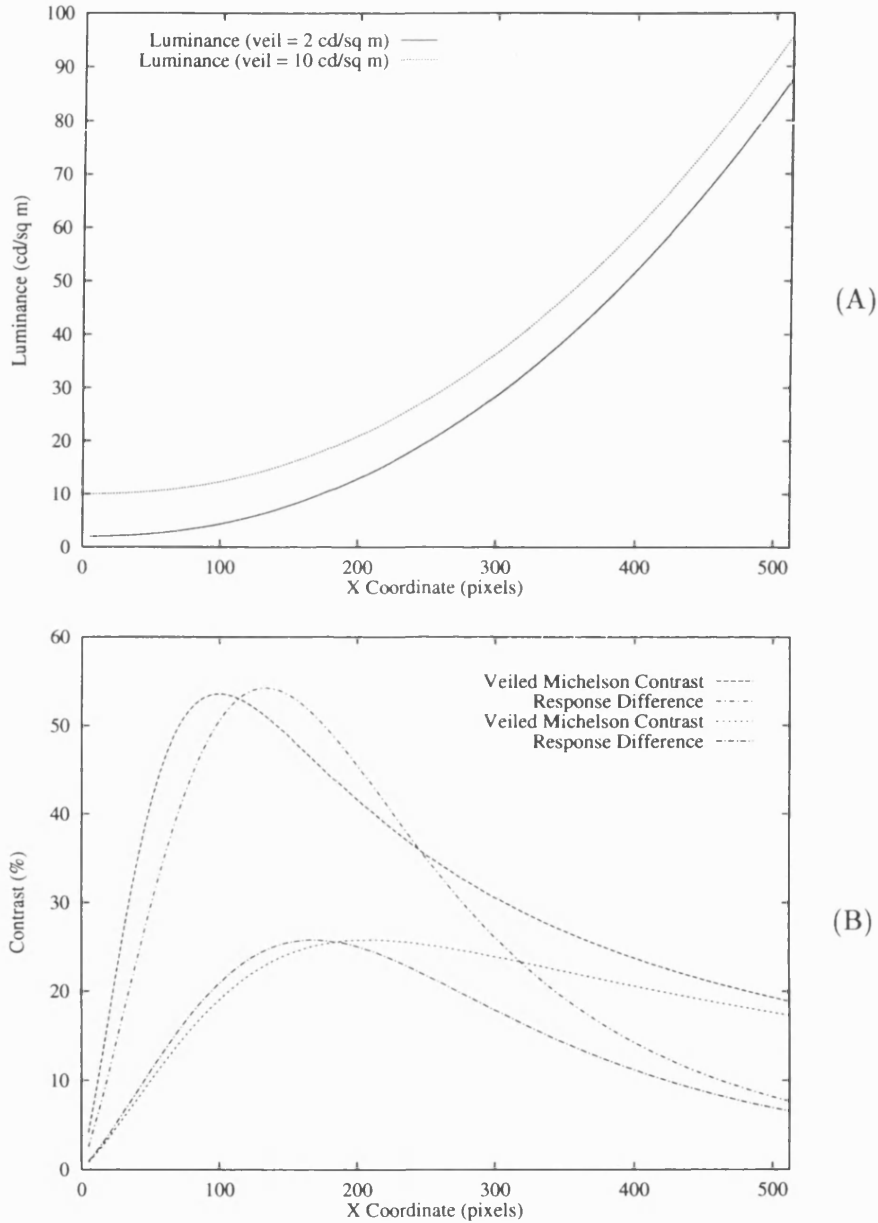 100
90
80
70
60
50
40
30
20
10
0
Luminance (cd/sq m)
Luminance (veil = 2 cd/sq m)
Luminance (veil = 10 cd/sq m)
0 100 200 300 400 500
X Coordinate (pixels)
(A)
60
50
40
30
20
10
0
Contrast (%)
Veiled Michelson Contrast
Response Difference
Veiled Michelson Contrast
Response Difference
0 100 200 300 400 500
X Coordinate (pixels)
(B)